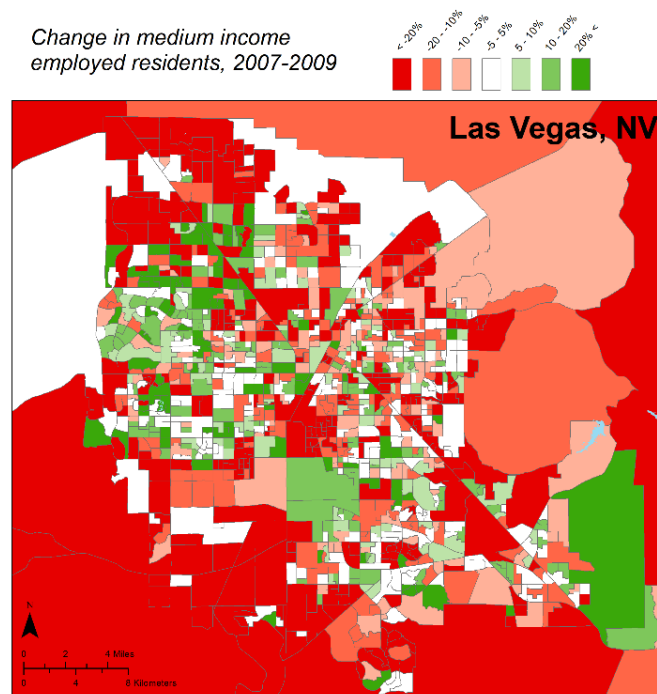 Change in medium income
employed residents, 2007-2009
< -20%
-20 - -10%
-10 - -5%
-5 - 5%
5 - 10%
10 - 20%
20% <
Las Vegas, NV
N
0 2 4 Miles
0 4 8 Kilometers